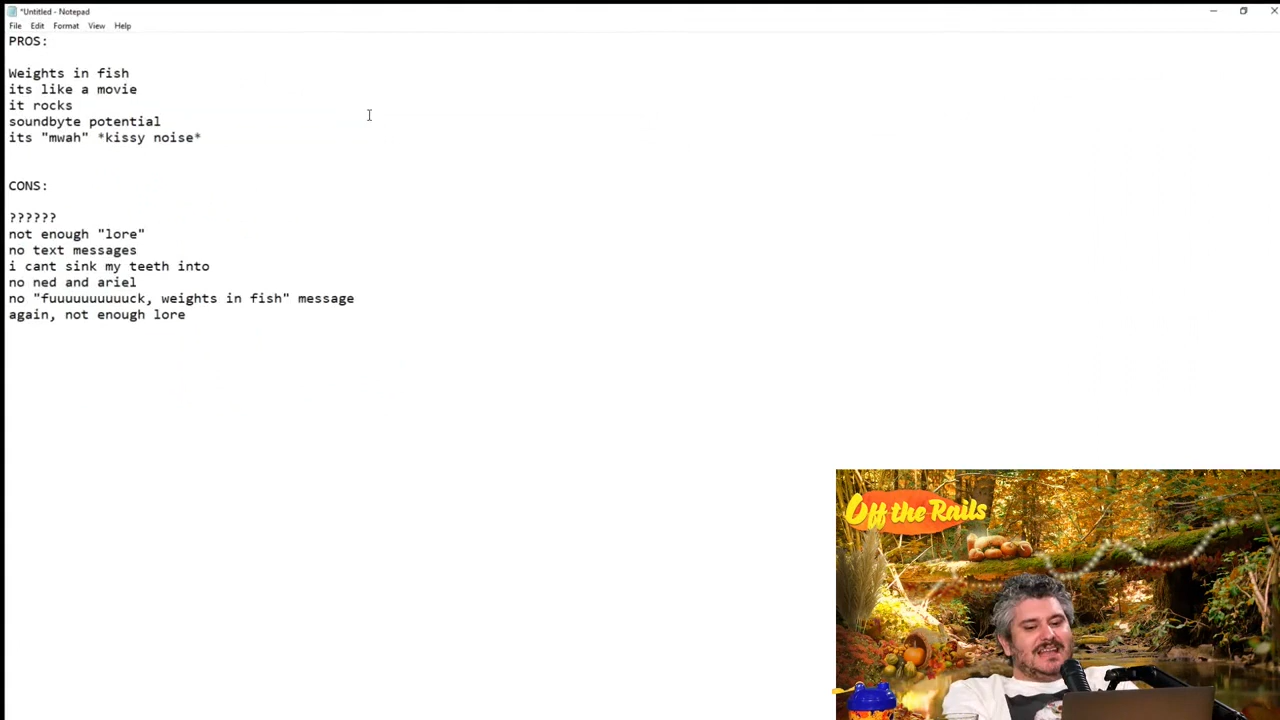 *Untitled - Notepad
File Edit Format View Help
PROS:
Weights in fish
its like a movie
it rocks
soundbyte potential
its "mwah" *kissy noise*
CONS:
??????
not enough "lore"
no text messages
i cant sink my teeth into
no ned and ariel
no "fuuuuuuuuuuck, weights in fish" message
again, not enough lore
Off the Rails